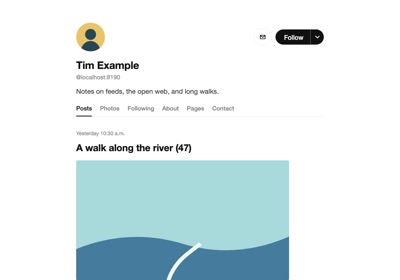 Follow
Tim Example
@localhost:8190
Notes on feeds, the open web, and long walks.
Posts Photos Following About Pages Contact
Yesterday 10:30 a.m.
A walk along the river (47)